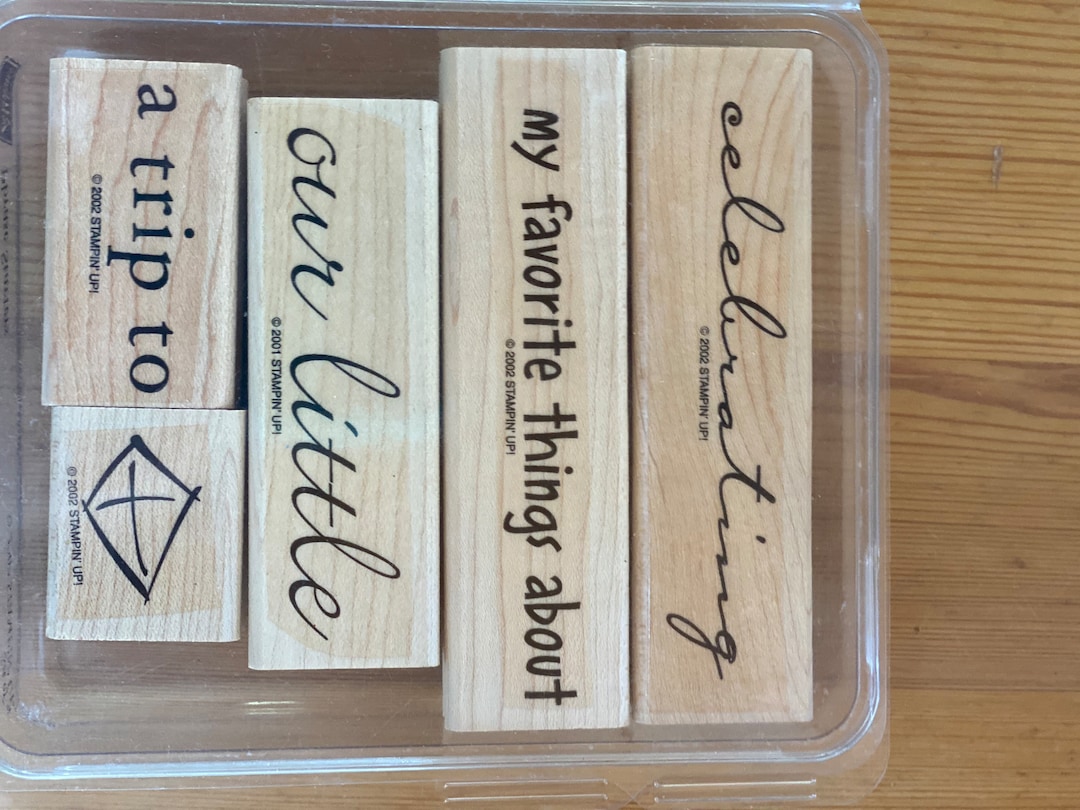 celebrating
© 2002 STAMPIN' UP!
my favorite things about
© 2002 STAMPIN' UP!
our little
© 2001 STAMPIN' UP!
a trip to
© 2002 STAMPIN' UP!
© 2002 STAMPIN' UP!